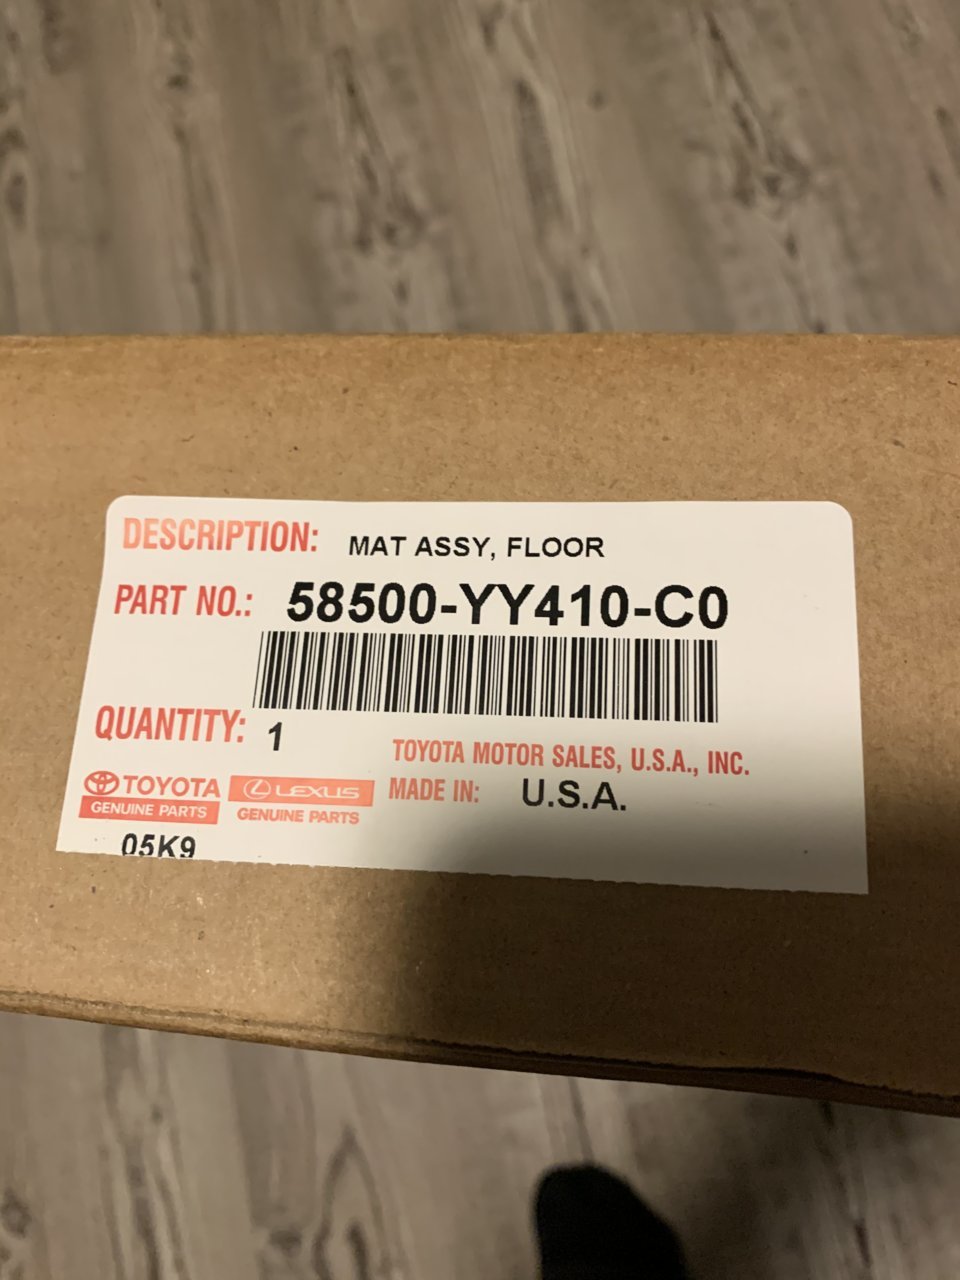 DESCRIPTION: MAT ASSY, FLOOR
PART NO.: 58500-YY410-C0
QUANTITY: 1
TOYOTA MOTOR SALES, U.S.A., INC.
MADE IN: U.S.A.
TOYOTA
GENUINE PARTS
LEXUS
GENUINE PARTS
05K9